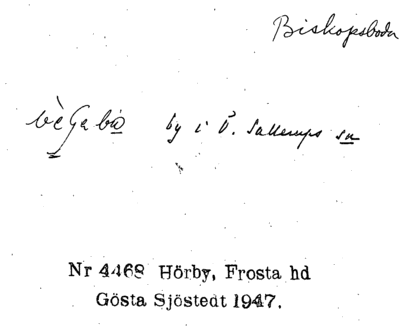 Biskopsboda
by i Ö. Sallerups sn
Nr 4468 Hörby, Frosta hd
Gösta Sjöstedt 1947.